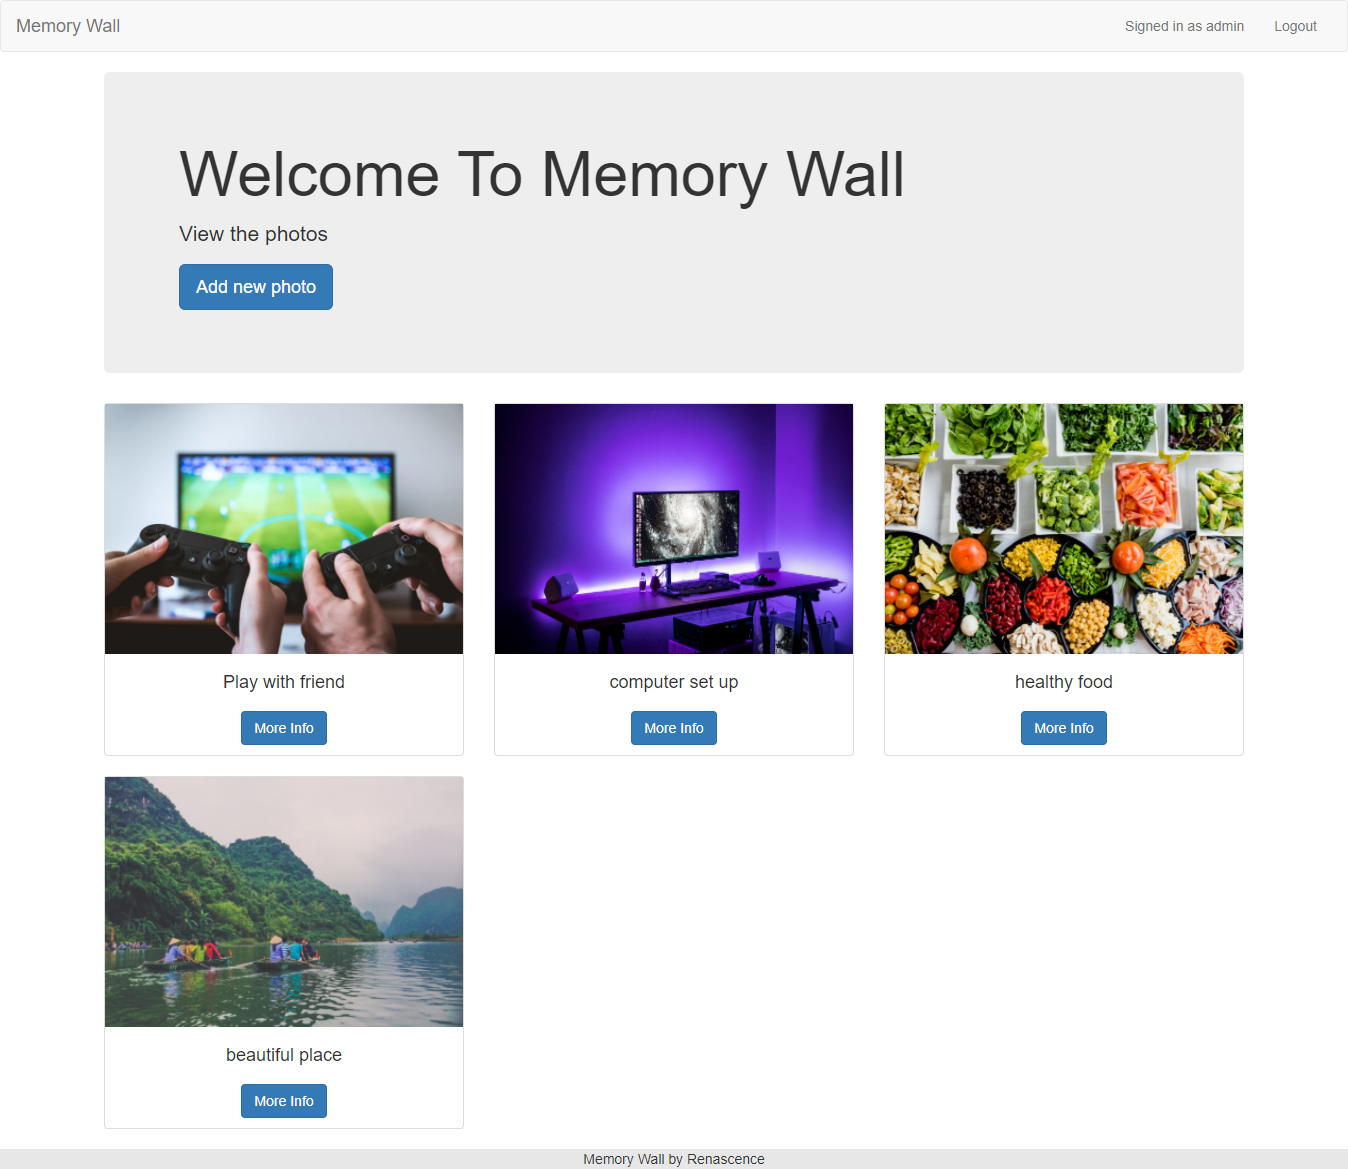 Memory Wall
Signed in as admin
Logout
Welcome To Memory Wall
View the photos
Add new photo
Play with friend
More Info
computer set up
More Info
healthy food
More Info
beautiful place
More Info
Memory Wall by Renascence